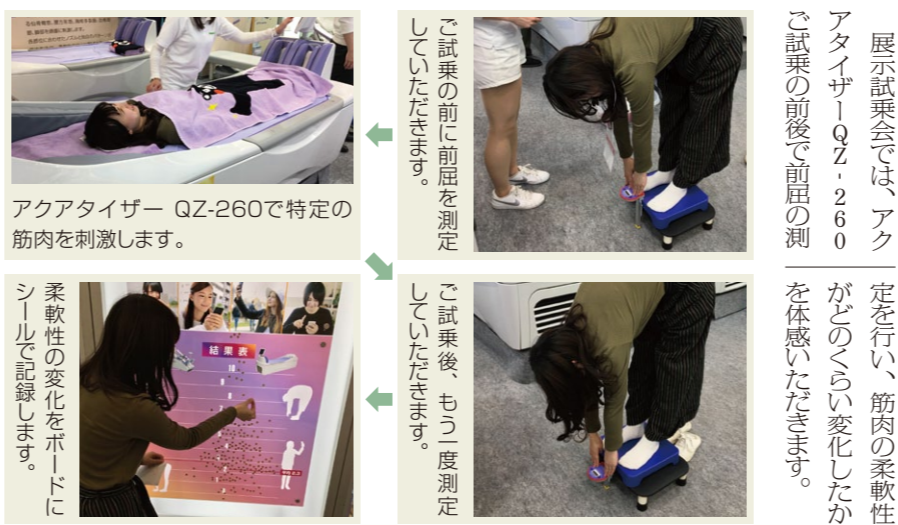 展示試乗会では、アク
アタイザーQZ-260
ご試乗の前後で前屈の測
定を行い、筋肉の柔軟性
がどのくらい変化したか
を体感いただきます。
ご試乗の前に前屈を測定
していただきます。
アクアタイザー QZ-260で特定の
筋肉を刺激します。
ご試乗後、もう一度測定
していただきます。
柔軟性の変化をボードに
シールで記録します。
結果表
10